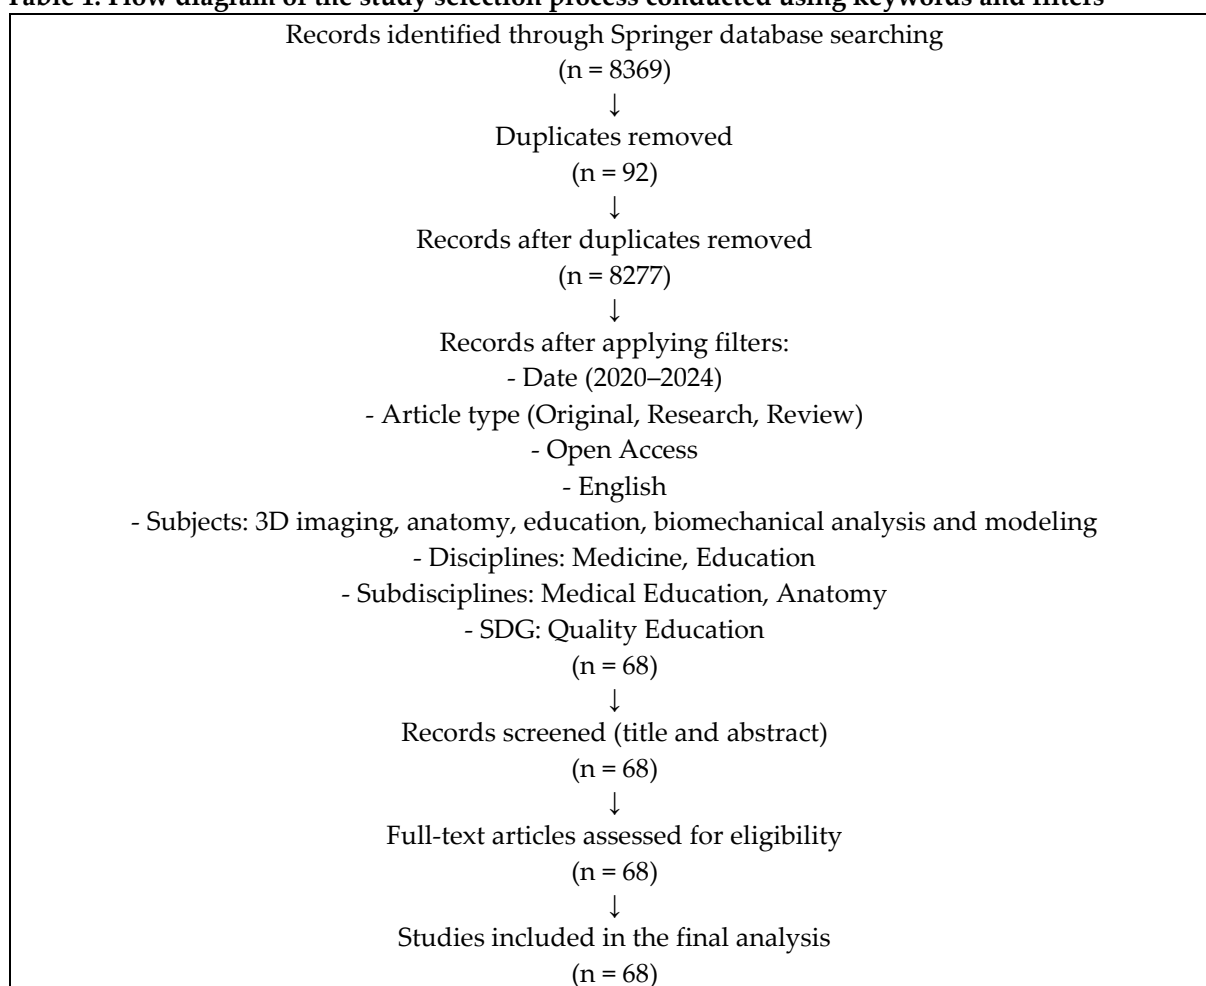 Table 1. Flow diagram of the study selection process conducted using keywords and filters
Records identified through Springer database searching
(n = 8369)
↓
Duplicates removed
(n = 92)
↓
Records after duplicates removed
(n = 8277)
↓
Records after applying filters:
- Date (2020–2024)
- Article type (Original, Research, Review)
- Open Access
- English
- Subjects: 3D imaging, anatomy, education, biomechanical analysis and modeling
- Disciplines: Medicine, Education
- Subdisciplines: Medical Education, Anatomy
- SDG: Quality Education
(n = 68)
↓
Records screened (title and abstract)
(n = 68)
↓
Full-text articles assessed for eligibility
(n = 68)
↓
Studies included in the final analysis
(n = 68)